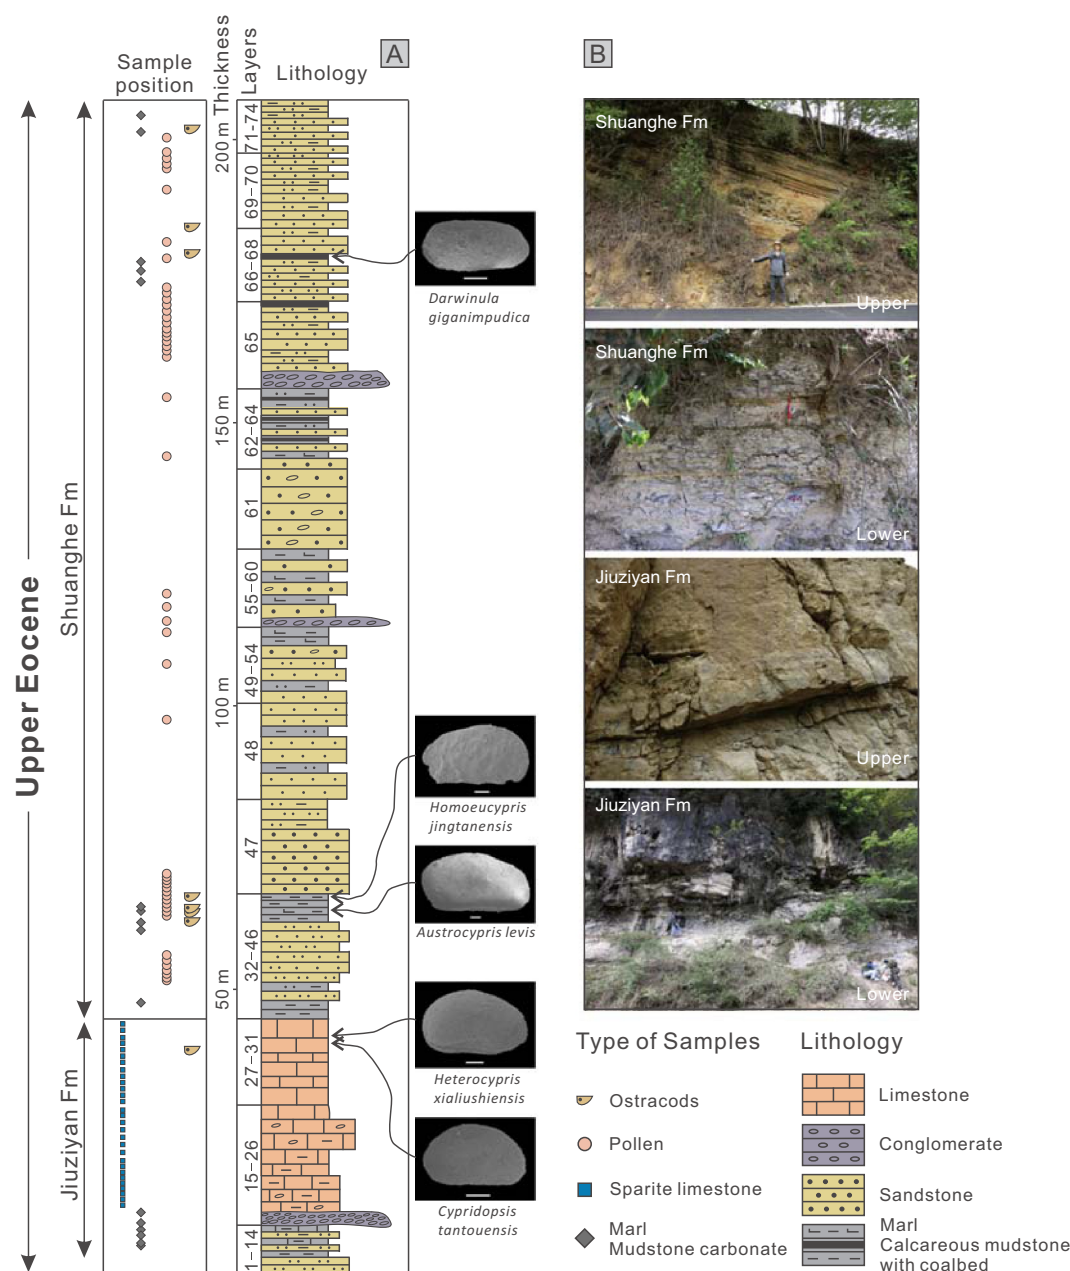 A
B
Sample
position
Thickness
Layers
Lithology
Upper Eocene
Shuanghe Fm
Jiuziyan Fm
200m
150 m
100 m
50 m
71-74
69-70
66-68
65
62-64
61
55-60
49-54
48
47
32-46
27-31
15-26
1-14
Darwinula
giganimpudica
Homoeucypris
jingtanensis
Austrocypris levis
Heterocypris
xialiushiensis
Cypridopsis
tantouensis
Shuanghe Fm
Upper
Shuanghe Fm
Lower
Jiuziyan Fm
Upper
Jiuziyan Fm
Lower
Type of Samples
Ostracods
Pollen
Sparite limestone
Marl
Mudstone carbonate
Lithology
Limestone
Conglomerate
Sandstone
Marl
Calcareous mudstone
with coalbed